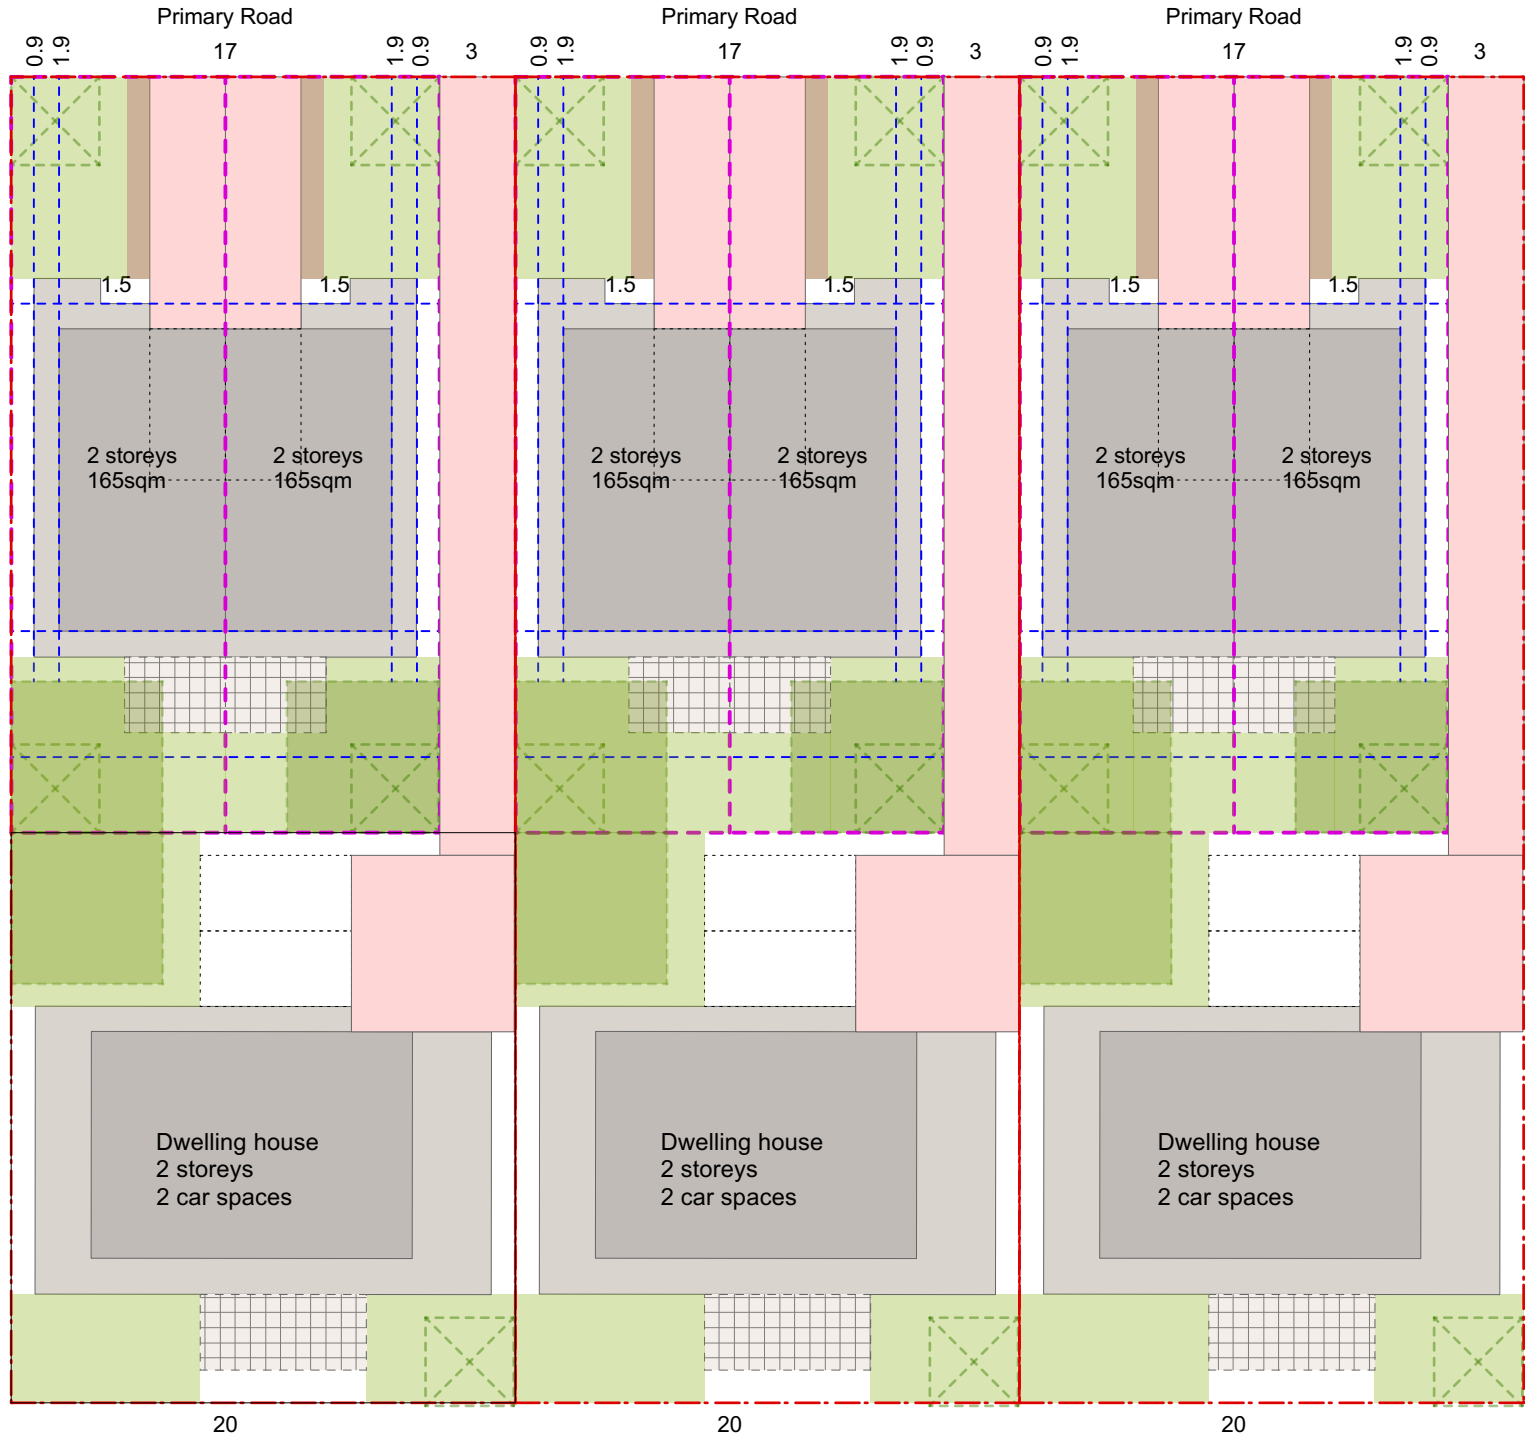 Primary Road Primary Road Primary Road
0.9 1.9 17 1.9 0.9 3 0.9 1.9 17 1.9 0.9 3 0.9 1.9 17 1.9 0.9 3
1.5 1.5 1.5 1.5 1.5 1.5
2 storeys 2 storeys 2 storeys 2 storeys 2 storeys 2 storeys
165sqm 165sqm 165sqm 165sqm 165sqm 165sqm
Dwelling house Dwelling house Dwelling house
2 storeys 2 storeys 2 storeys
2 car spaces 2 car spaces 2 car spaces
20 20 20